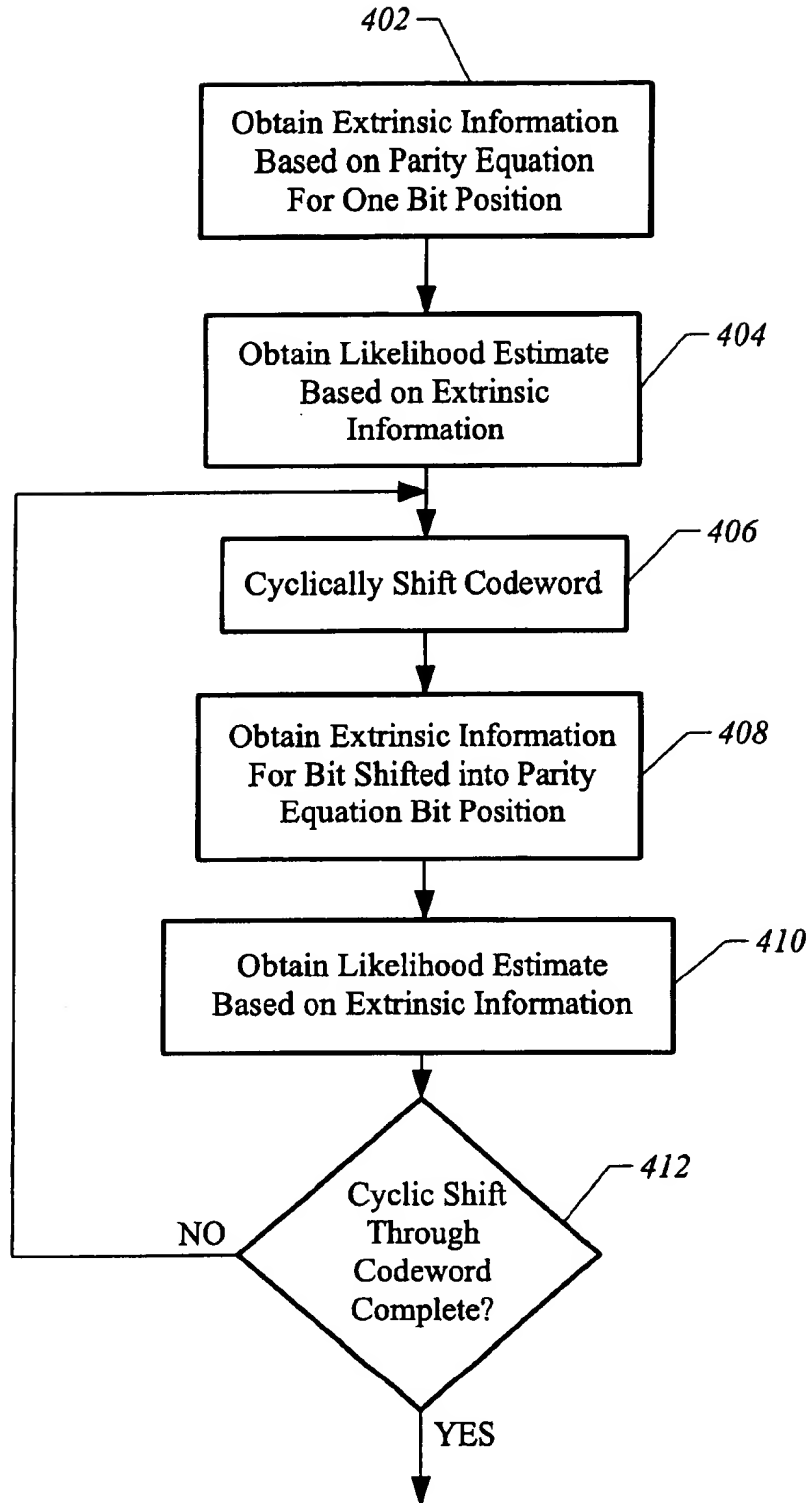 402
Obtain Extrinsic Information
Based on Parity Equation
For One Bit Position
404
Obtain Likelihood Estimate
Based on Extrinsic
Information
406
Cyclically Shift Codeword
408
Obtain Extrinsic Information
For Bit Shifted into Parity
Equation Bit Position
410
Obtain Likelihood Estimate
Based on Extrinsic Information
412
Cyclic Shift
Through
Codeword
Complete?
NO
YES